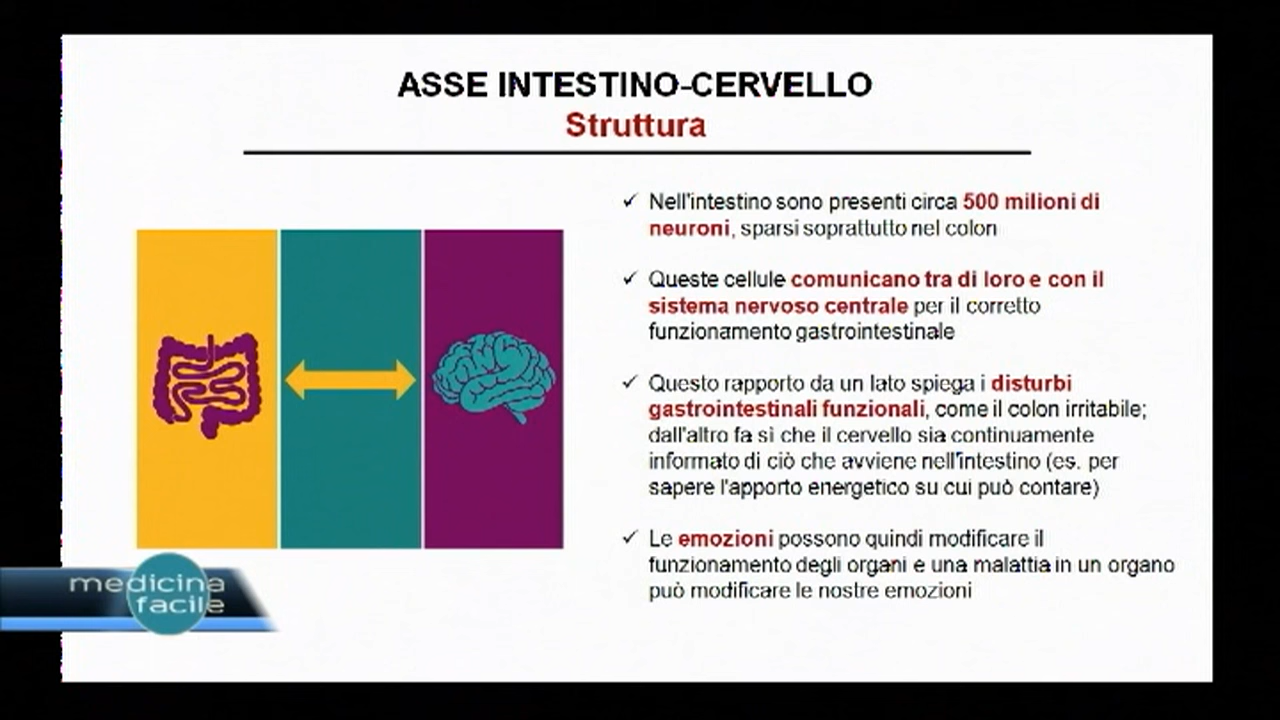 ASSE INTESTINO-CERVELLO
Struttura
✓ Nell'intestino sono presenti circa 500 milioni di
neuroni, sparsi soprattutto nel colon
✓ Queste cellule comunicano tra di loro e con il
sistema nervoso centrale per il corretto
funzionamento gastrointestinale
✓ Questo rapporto da un lato spiega i disturbi
gastrointestinali funzionali, come il colon irritabile;
dall'altro fa sì che il cervello sia continuamente
informato di ciò che avviene nell'intestino (es. per
sapere l'apporto energetico su cui può contare)
✓ Le emozioni possono quindi modificare il
funzionamento degli organi e una malattia in un organo
può modificare le nostre emozioni
medicina
facile